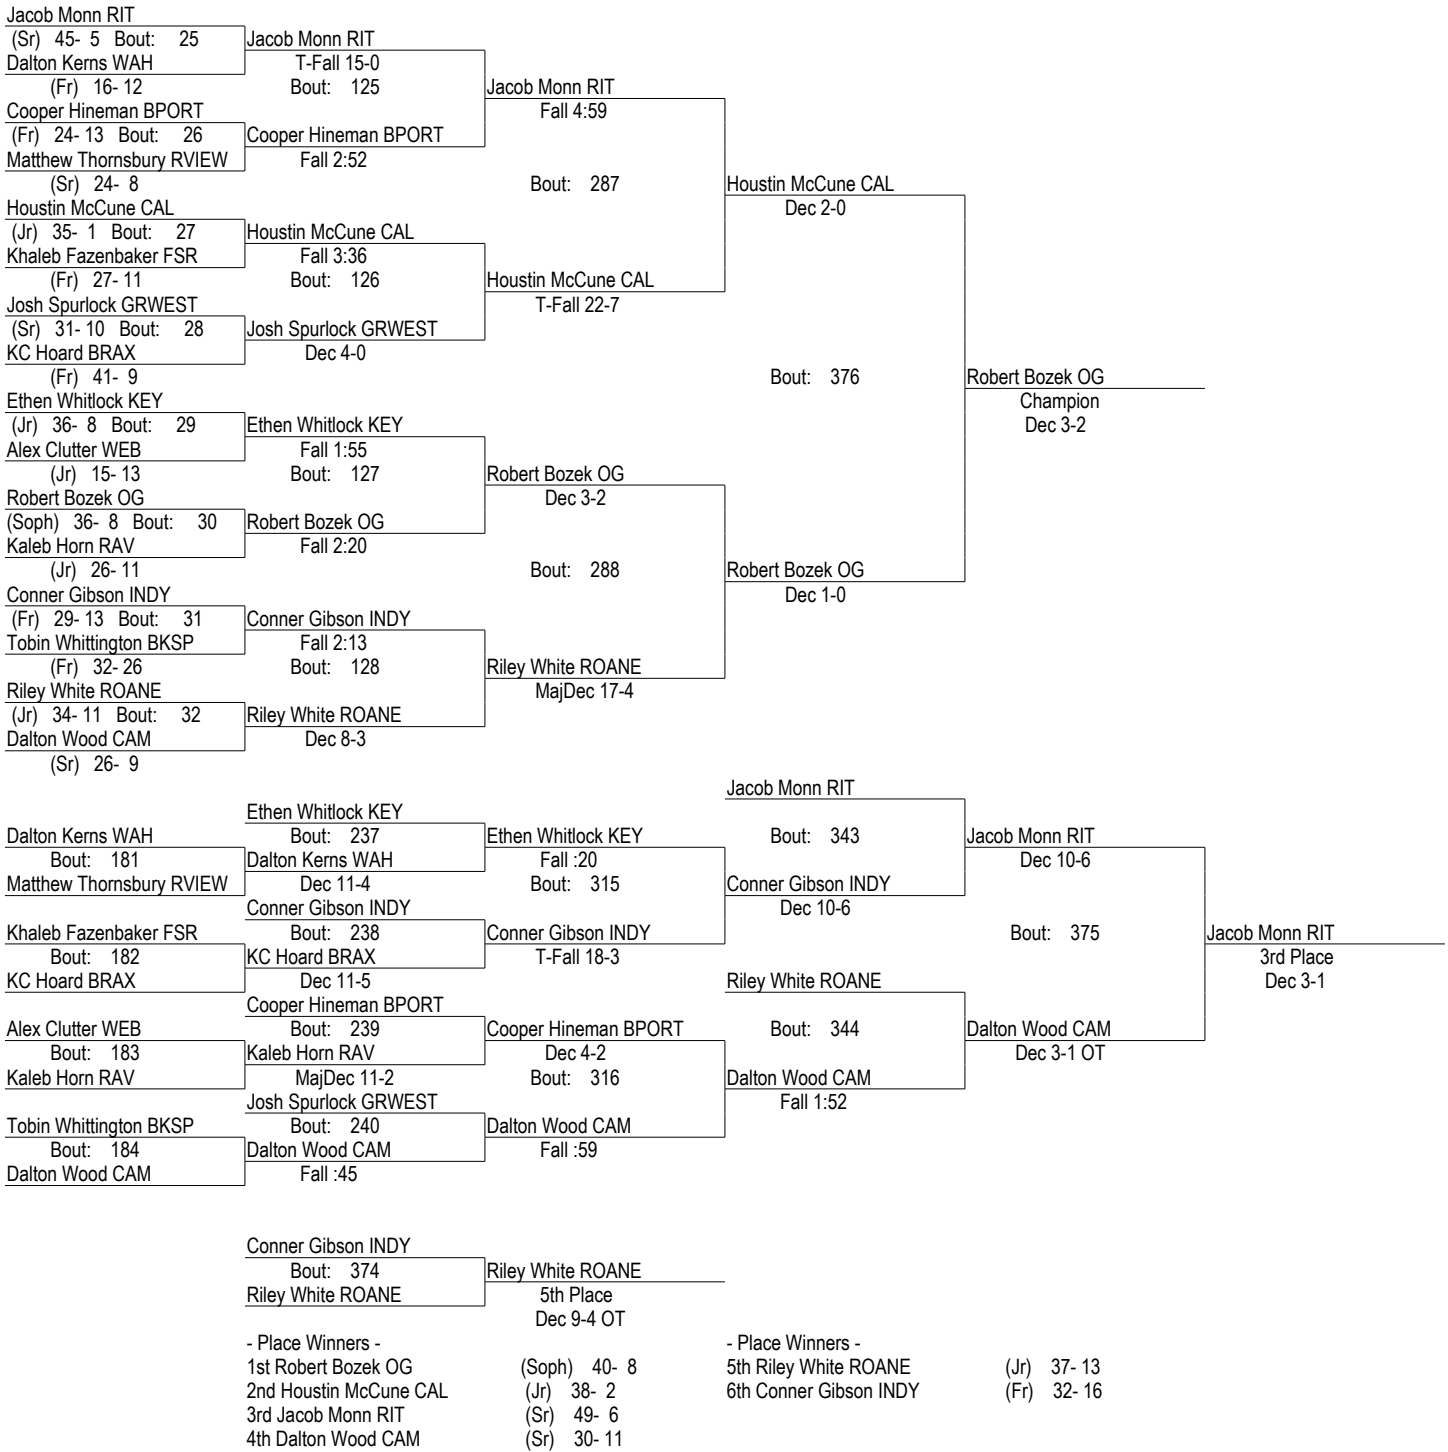 Jacob Monn RIT
(Sr) 45- 5 Bout: 25 Jacob Monn RIT
Dalton Kerns WAH T-Fall 15-0
(Fr) 16- 12 Bout: 125 Jacob Monn RIT
Cooper Hineman BPORT Fall 4:59
(Fr) 24- 13 Bout: 26 Cooper Hineman BPORT
Matthew Thornsbury RVIEW Fall 2:52
(Sr) 24- 8 Bout: 287 Houstin McCune CAL
Houstin McCune CAL Dec 2-0
(Jr) 35- 1 Bout: 27 Houstin McCune CAL
Khaleb Fazenbaker FSR Fall 3:36
(Fr) 27- 11 Bout: 126 Houstin McCune CAL
Josh Spurlock GRWEST T-Fall 22-7
(Sr) 31- 10 Bout: 28 Josh Spurlock GRWEST
KC Hoard BRAX Dec 4-0
(Fr) 41- 9 Bout: 376 Robert Bozek OG
Ethen Whitlock KEY Champion
(Jr) 36- 8 Bout: 29 Ethen Whitlock KEY Dec 3-2
Alex Clutter WEB Fall 1:55
(Jr) 15- 13 Bout: 127 Robert Bozek OG
Robert Bozek OG Dec 3-2
(Soph) 36- 8 Bout: 30 Robert Bozek OG
Kaleb Horn RAV Fall 2:20
(Jr) 26- 11 Bout: 288 Robert Bozek OG
Conner Gibson INDY Dec 1-0
(Fr) 29- 13 Bout: 31 Conner Gibson INDY
Tobin Whittington BKSP Fall 2:13
(Fr) 32- 26 Bout: 128 Riley White ROANE
Riley White ROANE MajDec 17-4
(Jr) 34- 11 Bout: 32 Riley White ROANE
Dalton Wood CAM Dec 8-3
(Sr) 26- 9
Jacob Monn RIT
Ethen Whitlock KEY
Dalton Kerns WAH Bout: 237 Ethen Whitlock KEY Bout: 343 Jacob Monn RIT
Bout: 181 Dalton Kerns WAH Fall :20 Dec 10-6
Matthew Thornsbury RVIEW Dec 11-4 Bout: 315 Conner Gibson INDY
Conner Gibson INDY Dec 10-6
Khaleb Fazenbaker FSR Bout: 238 Conner Gibson INDY Bout: 375 Jacob Monn RIT
Bout: 182 KC Hoard BRAX T-Fall 18-3 3rd Place
KC Hoard BRAX Dec 11-5 Riley White ROANE Dec 3-1
Cooper Hineman BPORT
Alex Clutter WEB Bout: 239 Cooper Hineman BPORT Bout: 344 Dalton Wood CAM
Bout: 183 Kaleb Horn RAV Dec 4-2 Dec 3-1 OT
Kaleb Horn RAV MajDec 11-2 Bout: 316 Dalton Wood CAM
Josh Spurlock GRWEST Fall 1:52
Tobin Whittington BKSP Bout: 240 Dalton Wood CAM
Bout: 184 Dalton Wood CAM Fall :59
Dalton Wood CAM Fall :45
Conner Gibson INDY
Bout: 374 Riley White ROANE
Riley White ROANE 5th Place
Dec 9-4 OT
- Place Winners - - Place Winners -
1st Robert Bozek OG (Soph) 40- 8 5th Riley White ROANE (Jr) 37- 13
2nd Houstin McCune CAL (Jr) 38- 2 6th Conner Gibson INDY (Fr) 32- 16
3rd Jacob Monn RIT (Sr) 49- 6
4th Dalton Wood CAM (Sr) 30- 11